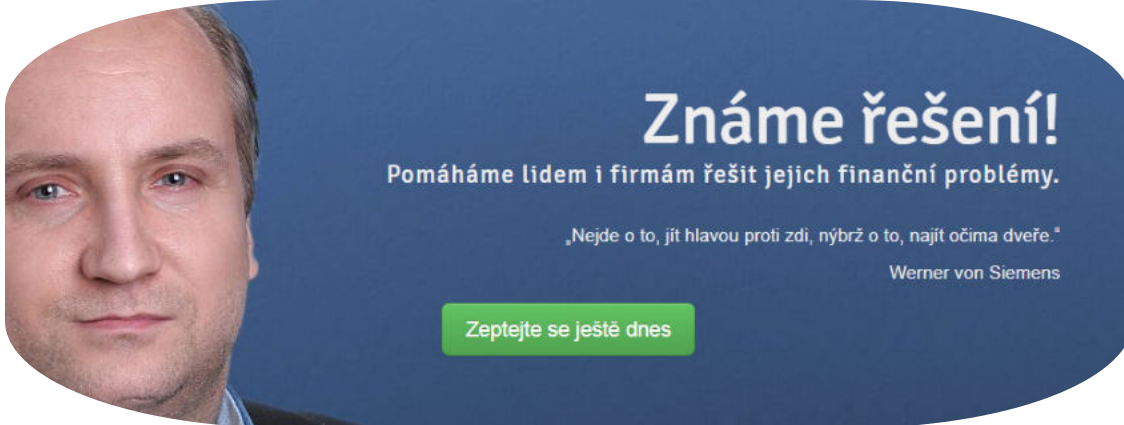 Známe řešení!
Pomáháme lidem i firmám řešit jejich finanční problémy.
„Nejde o to, jít hlavou proti zdi, nýbrž o to, najít očima dveře.“
Werner von Siemens
Zeptejte se ještě dnes